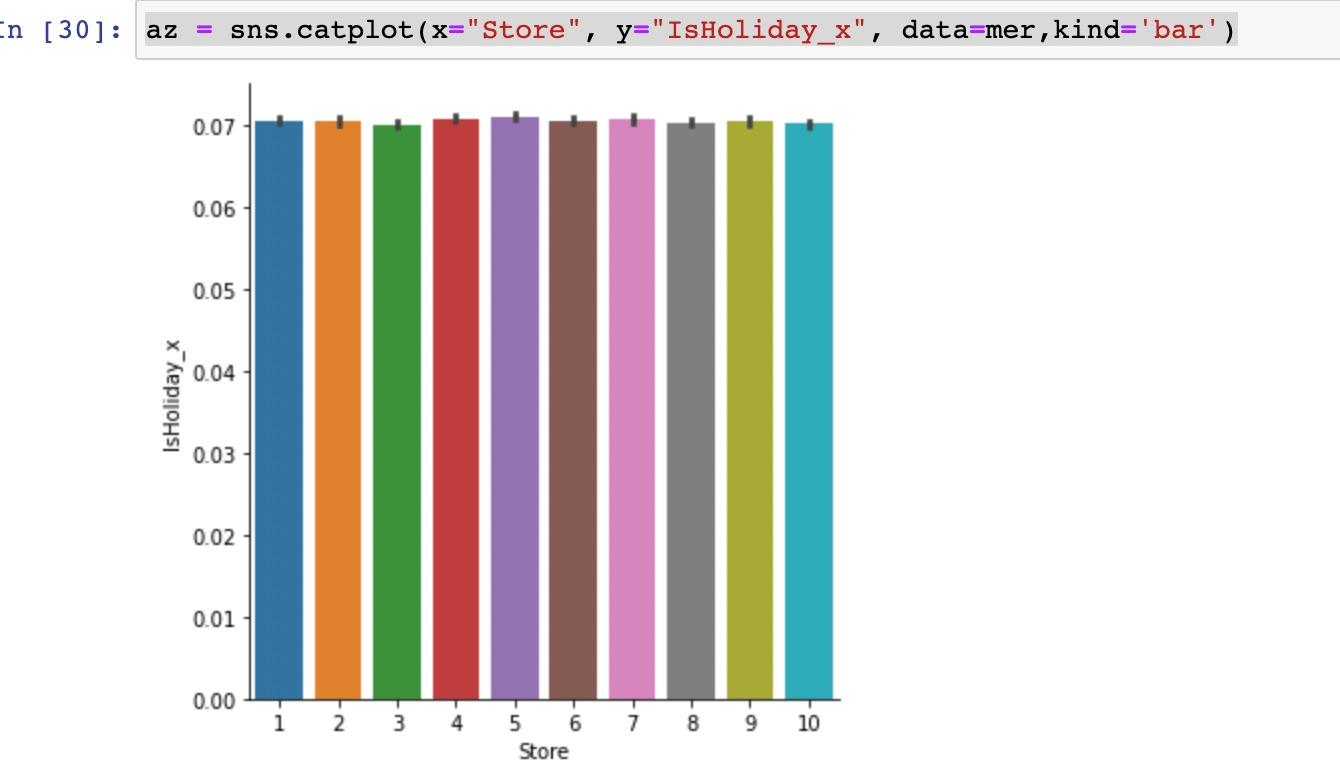 In [30]: az = sns.catplot(x="Store", y="IsHoliday_x", data=mer,kind='bar')
0.07
0.06
0.05
0.04
0.03
0.02
0.01
0.00
IsHoliday_x
1 2 3 4 5 6 7 8 9 10
Store